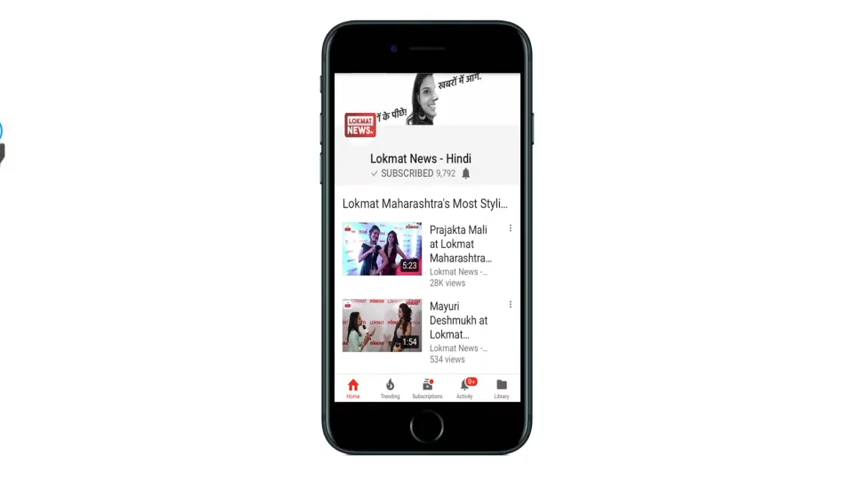 खबरों में आगे,
ों के पीछे!
LOKMAT
NEWS
Lokmat News - Hindi
SUBSCRIBED 9,792
Lokmat Maharashtra's Most Styli...
Prajakta Mali
at Lokmat
Maharashtra...
Lokmat News -...
28K views
5:23
Mayuri
Deshmukh at
Lokmat...
Lokmat News -...
534 views
1:54
Home
Trending
Subscriptions
9+
Activity
Library